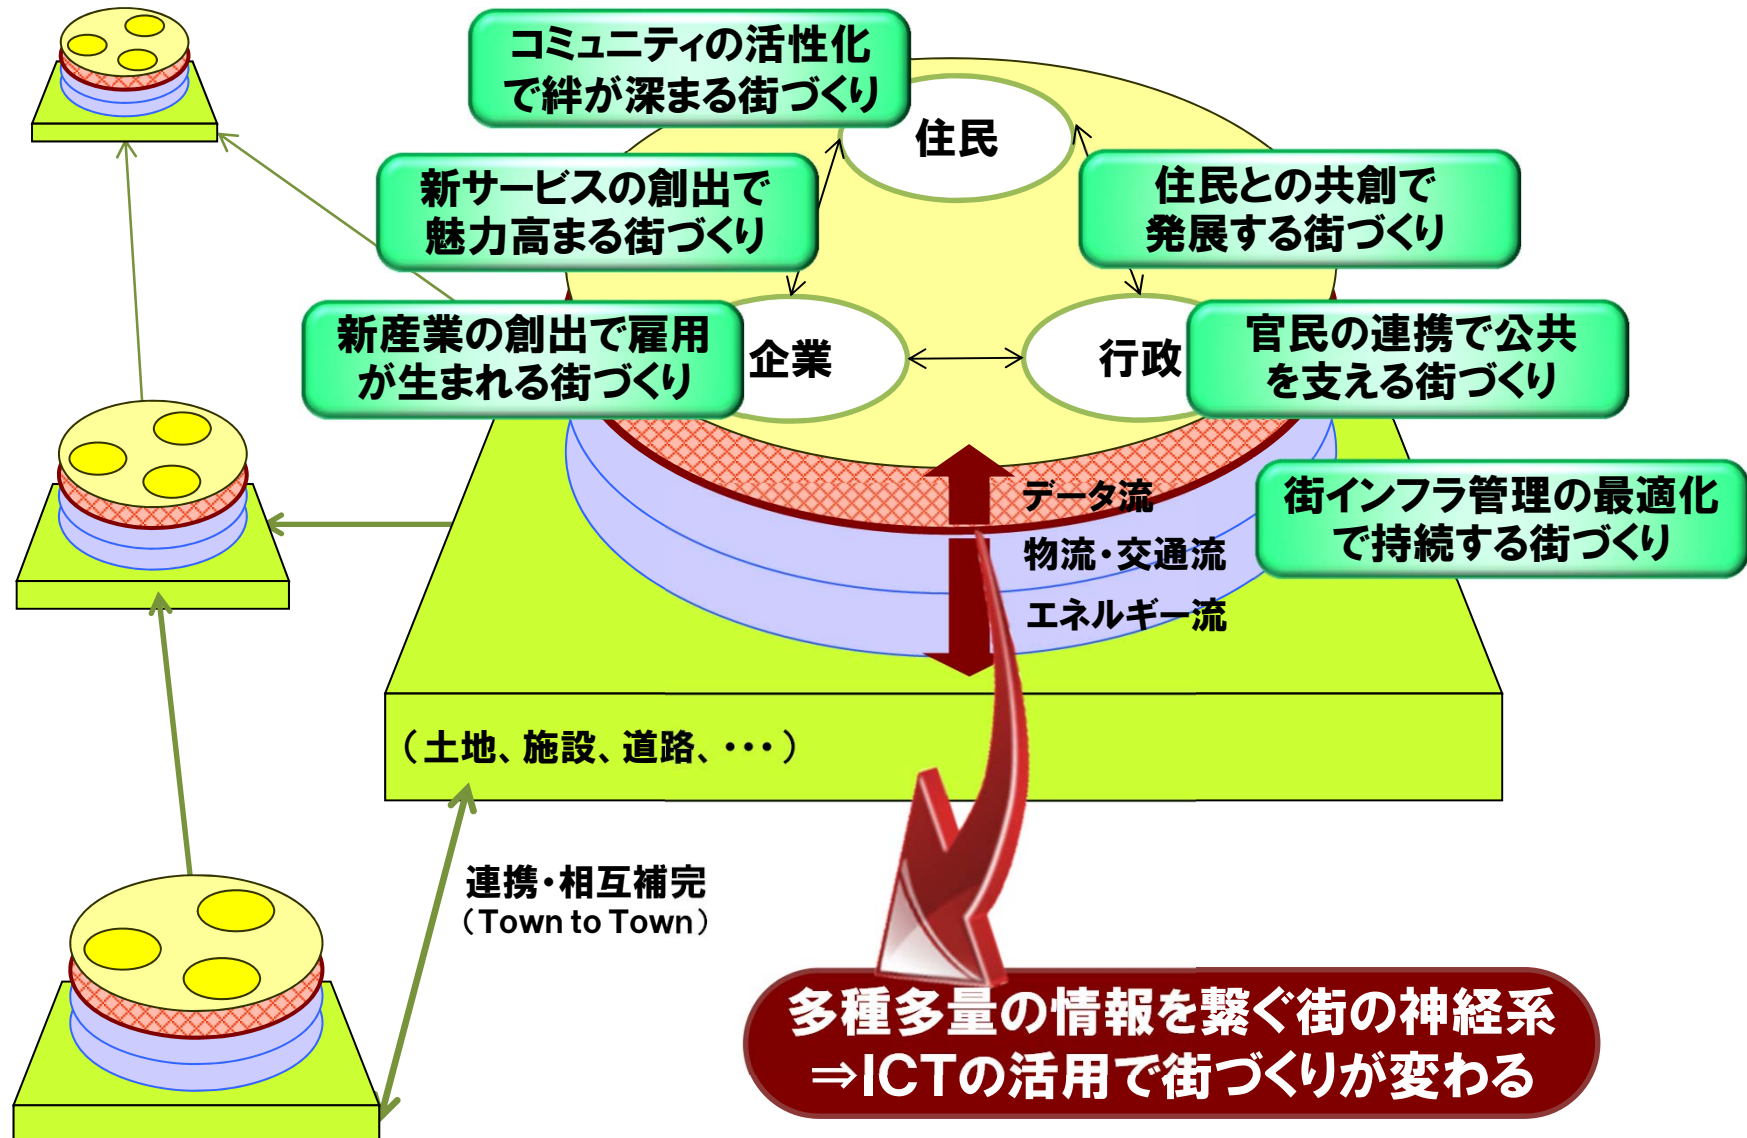 コミュニティの活性化
で絆が深まる街づくり
住民
新サービスの創出で
魅力高まる街づくり
住民との共創で
発展する街づくり
新産業の創出で雇用
が生まれる街づくり
企業
行政
官民の連携で公共
を支える街づくり
データ流
街インフラ管理の最適化
で持続する街づくり
物流・交通流
エネルギー流
（土地、施設、道路、・・・）
連携・相互補完
（Town to Town）
多種多量の情報を繋ぐ街の神経系
⇒ICTの活用で街づくりが変わる